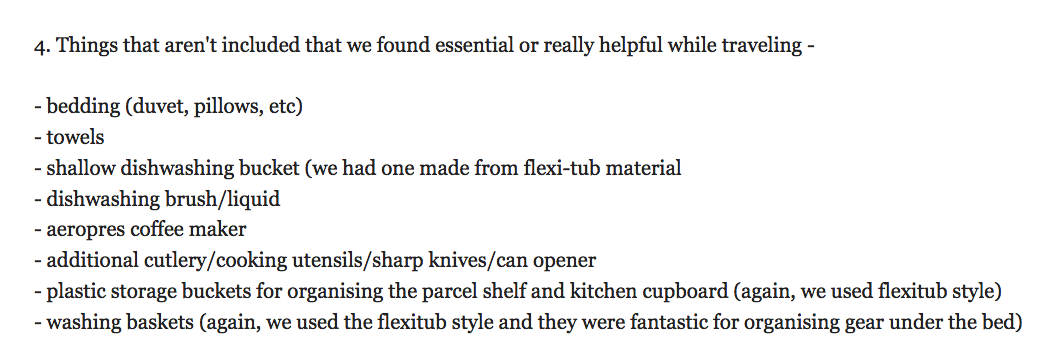 4. Things that aren't included that we found essential or really helpful while traveling -
- bedding (duvet, pillows, etc)
- towels
- shallow dishwashing bucket (we had one made from flexi-tub material
- dishwashing brush/liquid
- aeropres coffee maker
- additional cutlery/cooking utensils/sharp knives/can opener
- plastic storage buckets for organising the parcel shelf and kitchen cupboard (again, we used flexitub style)
- washing baskets (again, we used the flexitub style and they were fantastic for organising gear under the bed)